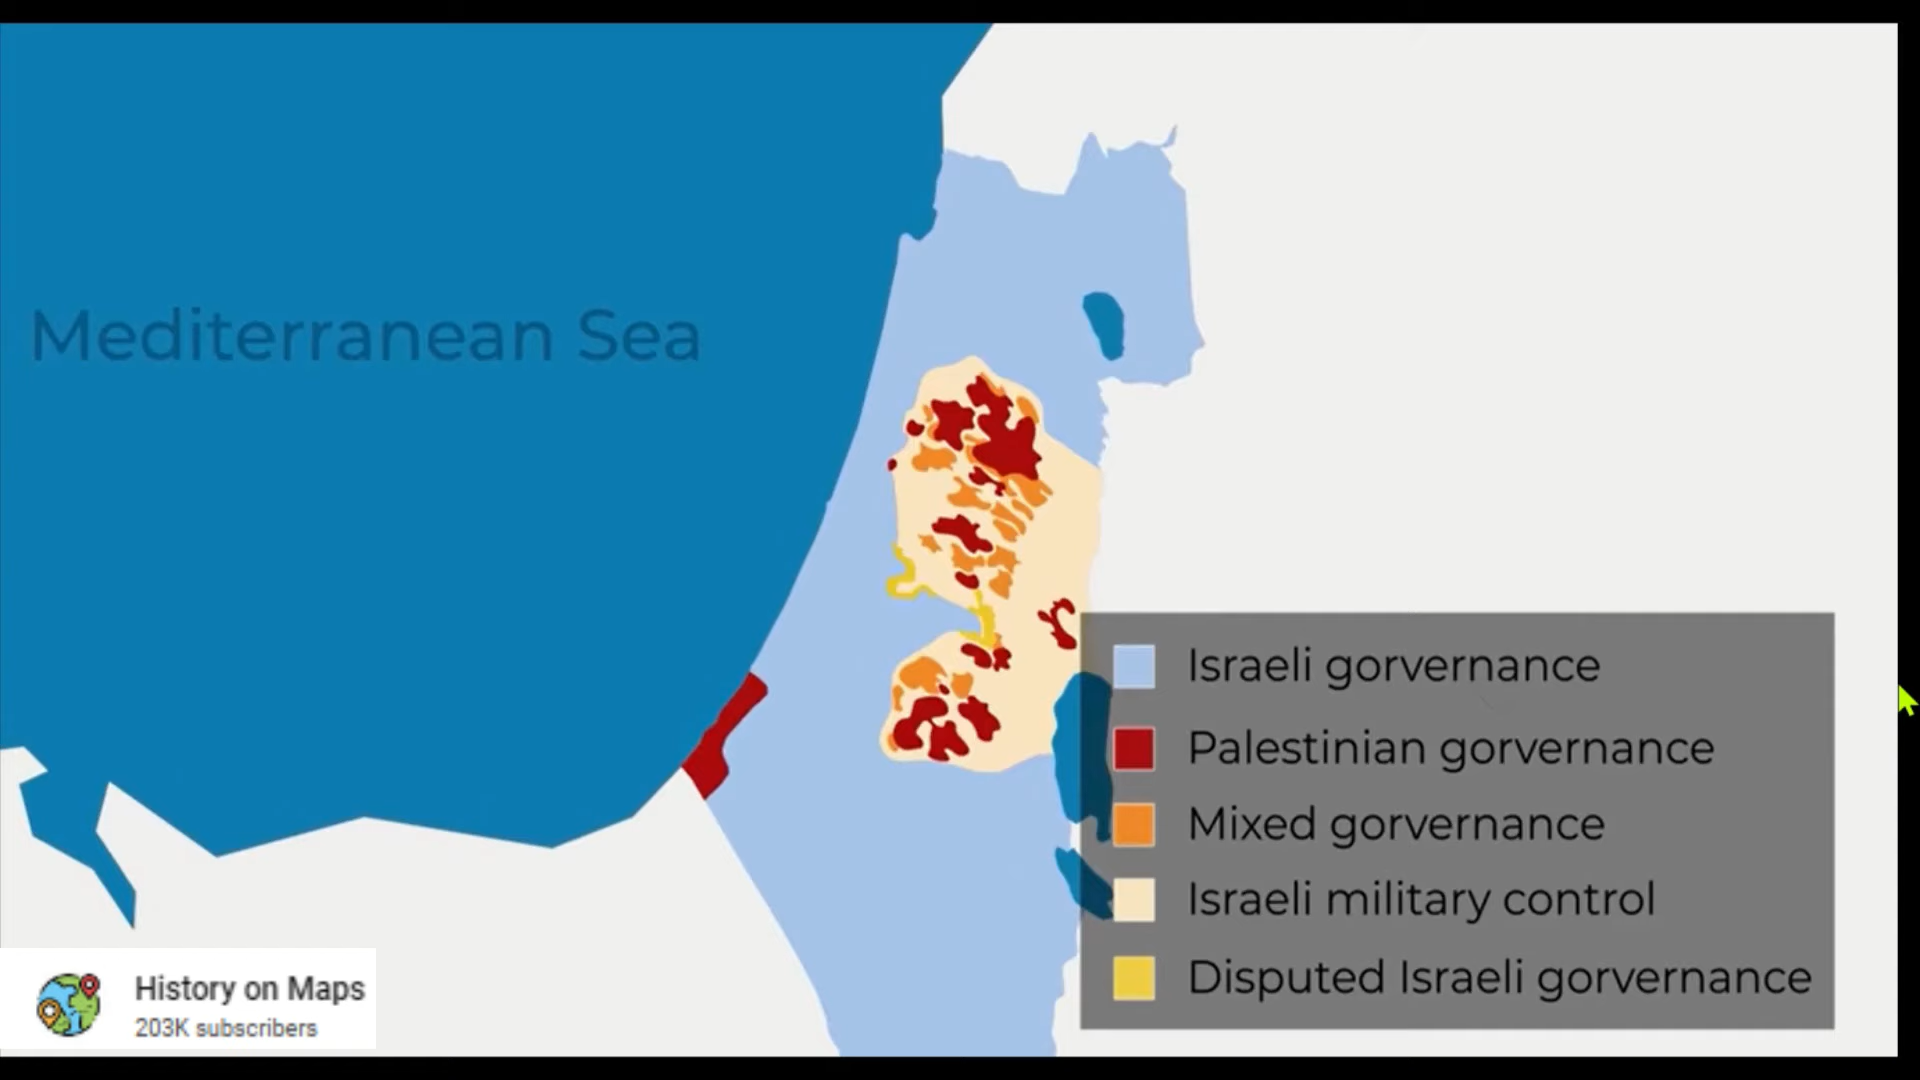 Mediterranean Sea
Israeli gorvernance
Palestinian gorvernance
Mixed gorvernance
Israeli military control
Disputed Israeli gorvernance
History on Maps
203K subscribers